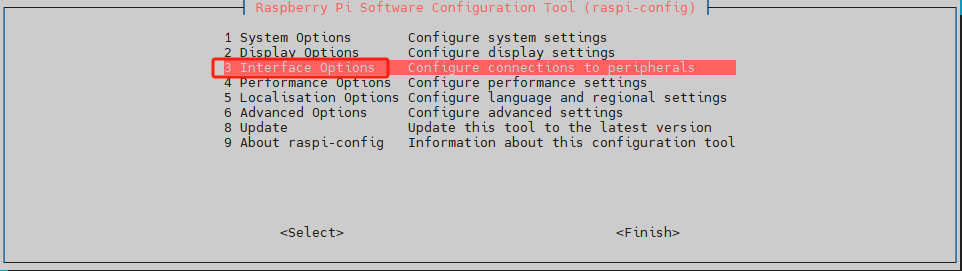 Raspberry Pi Software Configuration Tool (raspi-config)
1 System Options Configure system settings
2 Display Options Configure display settings
3 Interface Options Configure connections to peripherals
4 Performance Options Configure performance settings
5 Localisation Options Configure language and regional settings
6 Advanced Options Configure advanced settings
8 Update Update this tool to the latest version
9 About raspi-config Information about this configuration tool
<Select> <Finish>